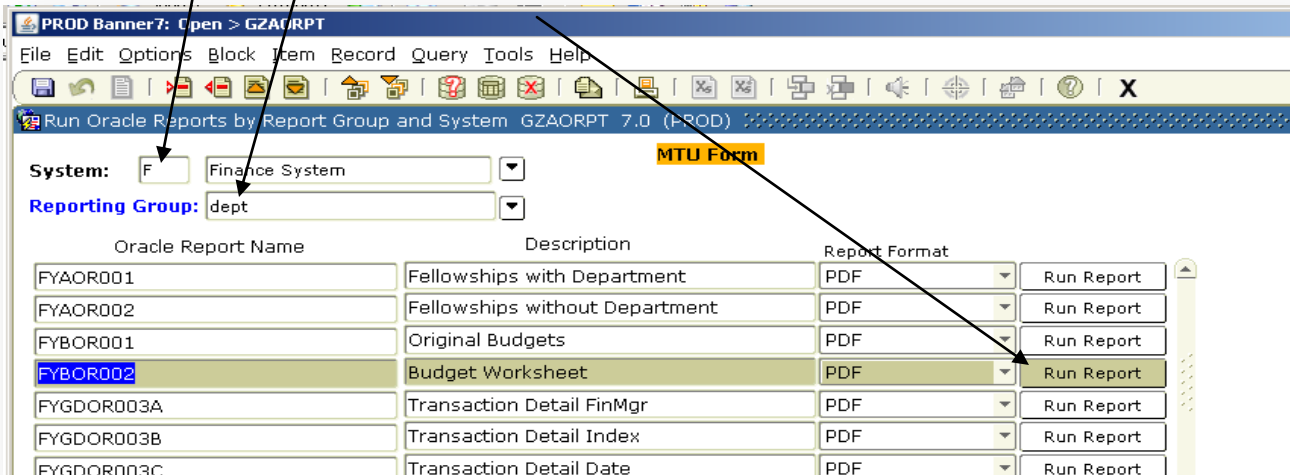 PROD Banner7: Open > GZAORPT
File Edit Options Block Item Record Query Tools Help
X
Run Oracle Reports by Report Group and System GZAORPT 7.0 (PROD)
MTU Form
System: F Finance System
Reporting Group: dept
Oracle Report Name Description Report Format
FYAOR001 Fellowships with Department PDF Run Report
FYAOR002 Fellowships without Department PDF Run Report
FYBOR001 Original Budgets PDF Run Report
FYBOR002 Budget Worksheet PDF Run Report
FYGDOR003A Transaction Detail FinMgr PDF Run Report
FYGDOR003B Transaction Detail Index PDF Run Report
FYGDOR003C Transaction Detail Date PDF Run Report